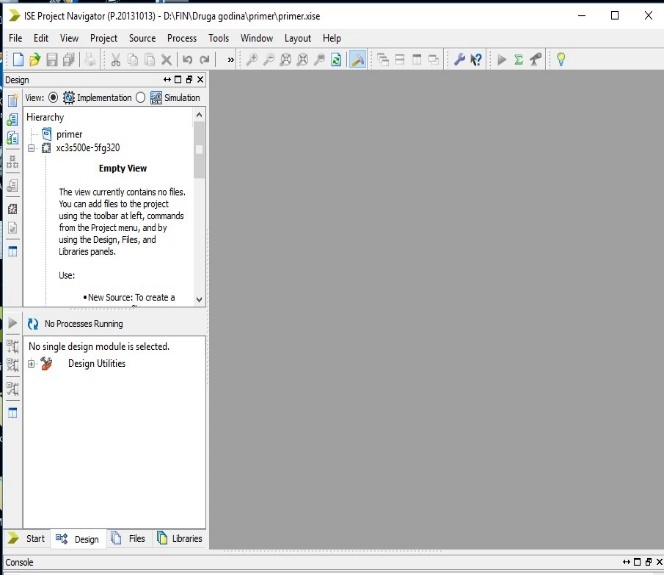 ISE Project Navigator (P.20131013) - D:\FIN\Druga godina\primer\primer.xise
File Edit View Project Source Process Tools Window Layout Help
»
Design
View: Implementation Simulation
Hierarchy
primer
xc3s500e-5fg320
Empty View
The view currently contains no files.
You can add files to the project
using the toolbar at left, commands
from the Project menu, and by
using the Design, Files, and
Libraries panels.
Use:
• New Source: To create a
No Processes Running
No single design module is selected.
Design Utilities
Start Design Files Libraries
Console